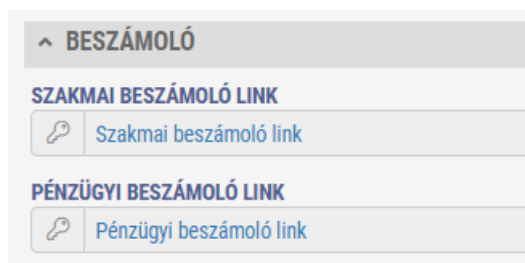 BESZÁMOLÓ
SZAKMAI BESZÁMOLÓ LINK
Szakmai beszámoló link
PÉNZÜGYI BESZÁMOLÓ LINK
Pénzügyi beszámoló link